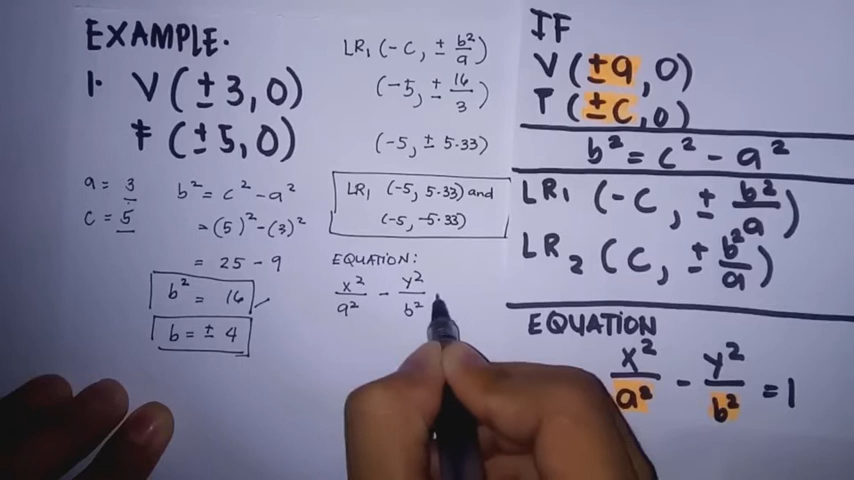 EXAMPLE.
1. V (±3, 0)
F (±5, 0)
a = 3
c = 5
b² = c² - a²
= (5)² - (3)²
= 25 - 9
b² = 16
b = ± 4
LR₁ (-c, ± b²/a)
(-5, ± 16/3)
(-5, ± 5.33)
LR₁ (-5, 5.33) and
(-5, -5.33)
EQUATION:
x²/a² - y²/b²
IF
V (±a, 0)
F (±c, 0)
b² = c² - a²
LR₁ (-c, ± b²/a)
LR₂ (c, ± b²/a)
EQUATION
x²/a² - y²/b² = 1